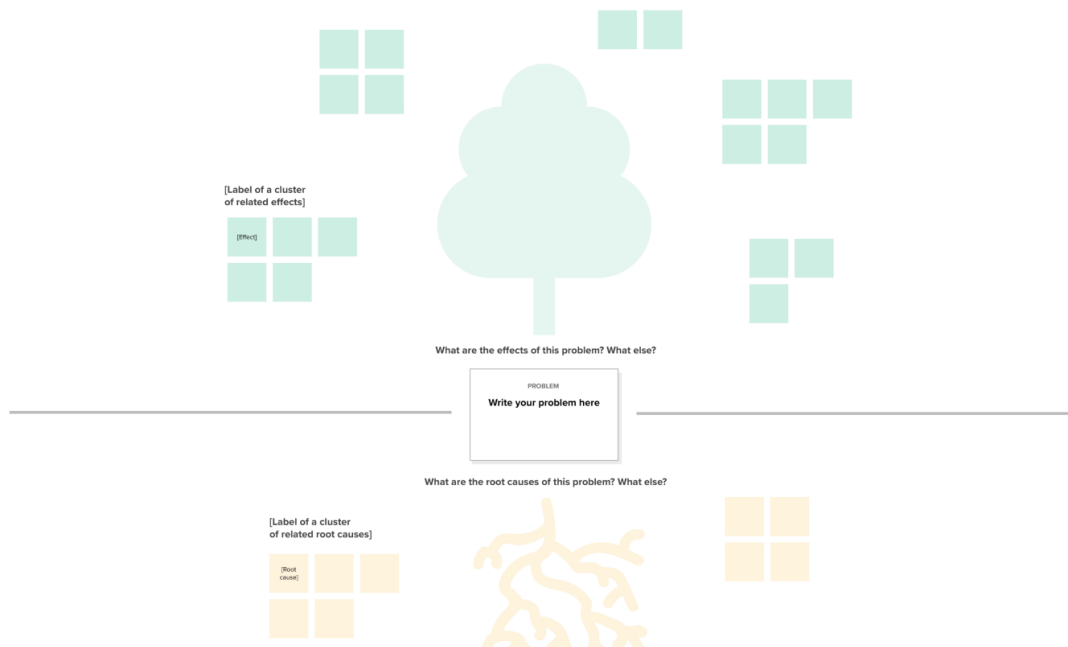 [Label of a cluster
of related effects]
[Effect]
What are the effects of this problem? What else?
PROBLEM
Write your problem here
What are the root causes of this problem? What else?
[Label of a cluster
of related root causes]
[Root
cause]